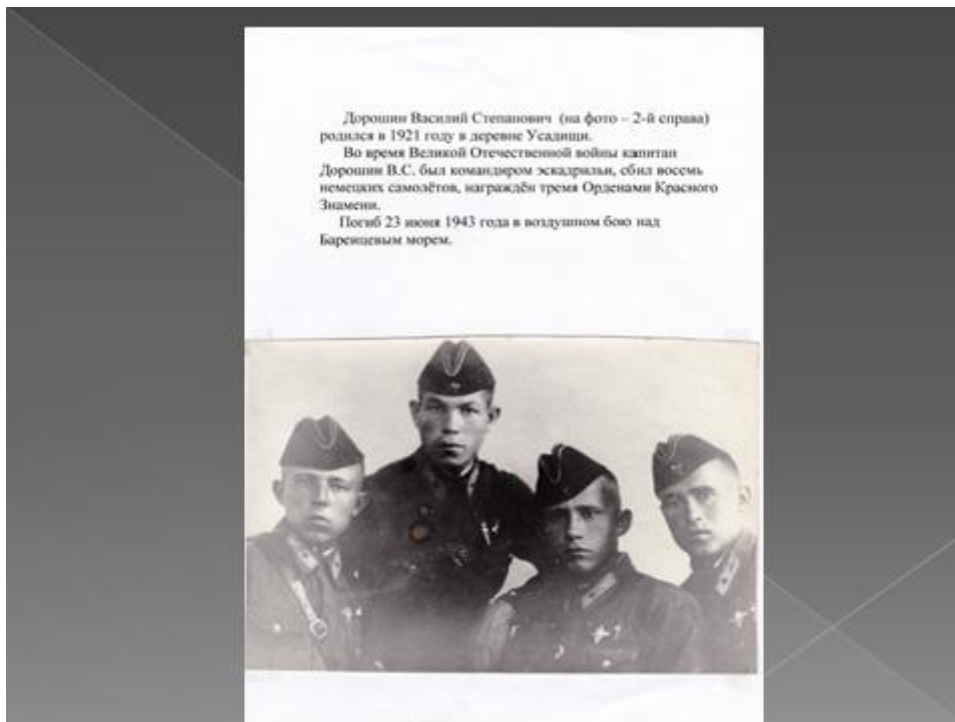 Дорошин Василий Степанович (на фото – 2-й справа)
родился в 1921 году в деревне Усадищи.
Во время Великой Отечественной войны капитан
Дорошин В.С. был командиром эскадрильи, сбил восемь
немецких самолётов, награждён тремя Орденами Красного
Знамени.
Погиб 23 июня 1943 года в воздушном бою над
Баренцевым морем.